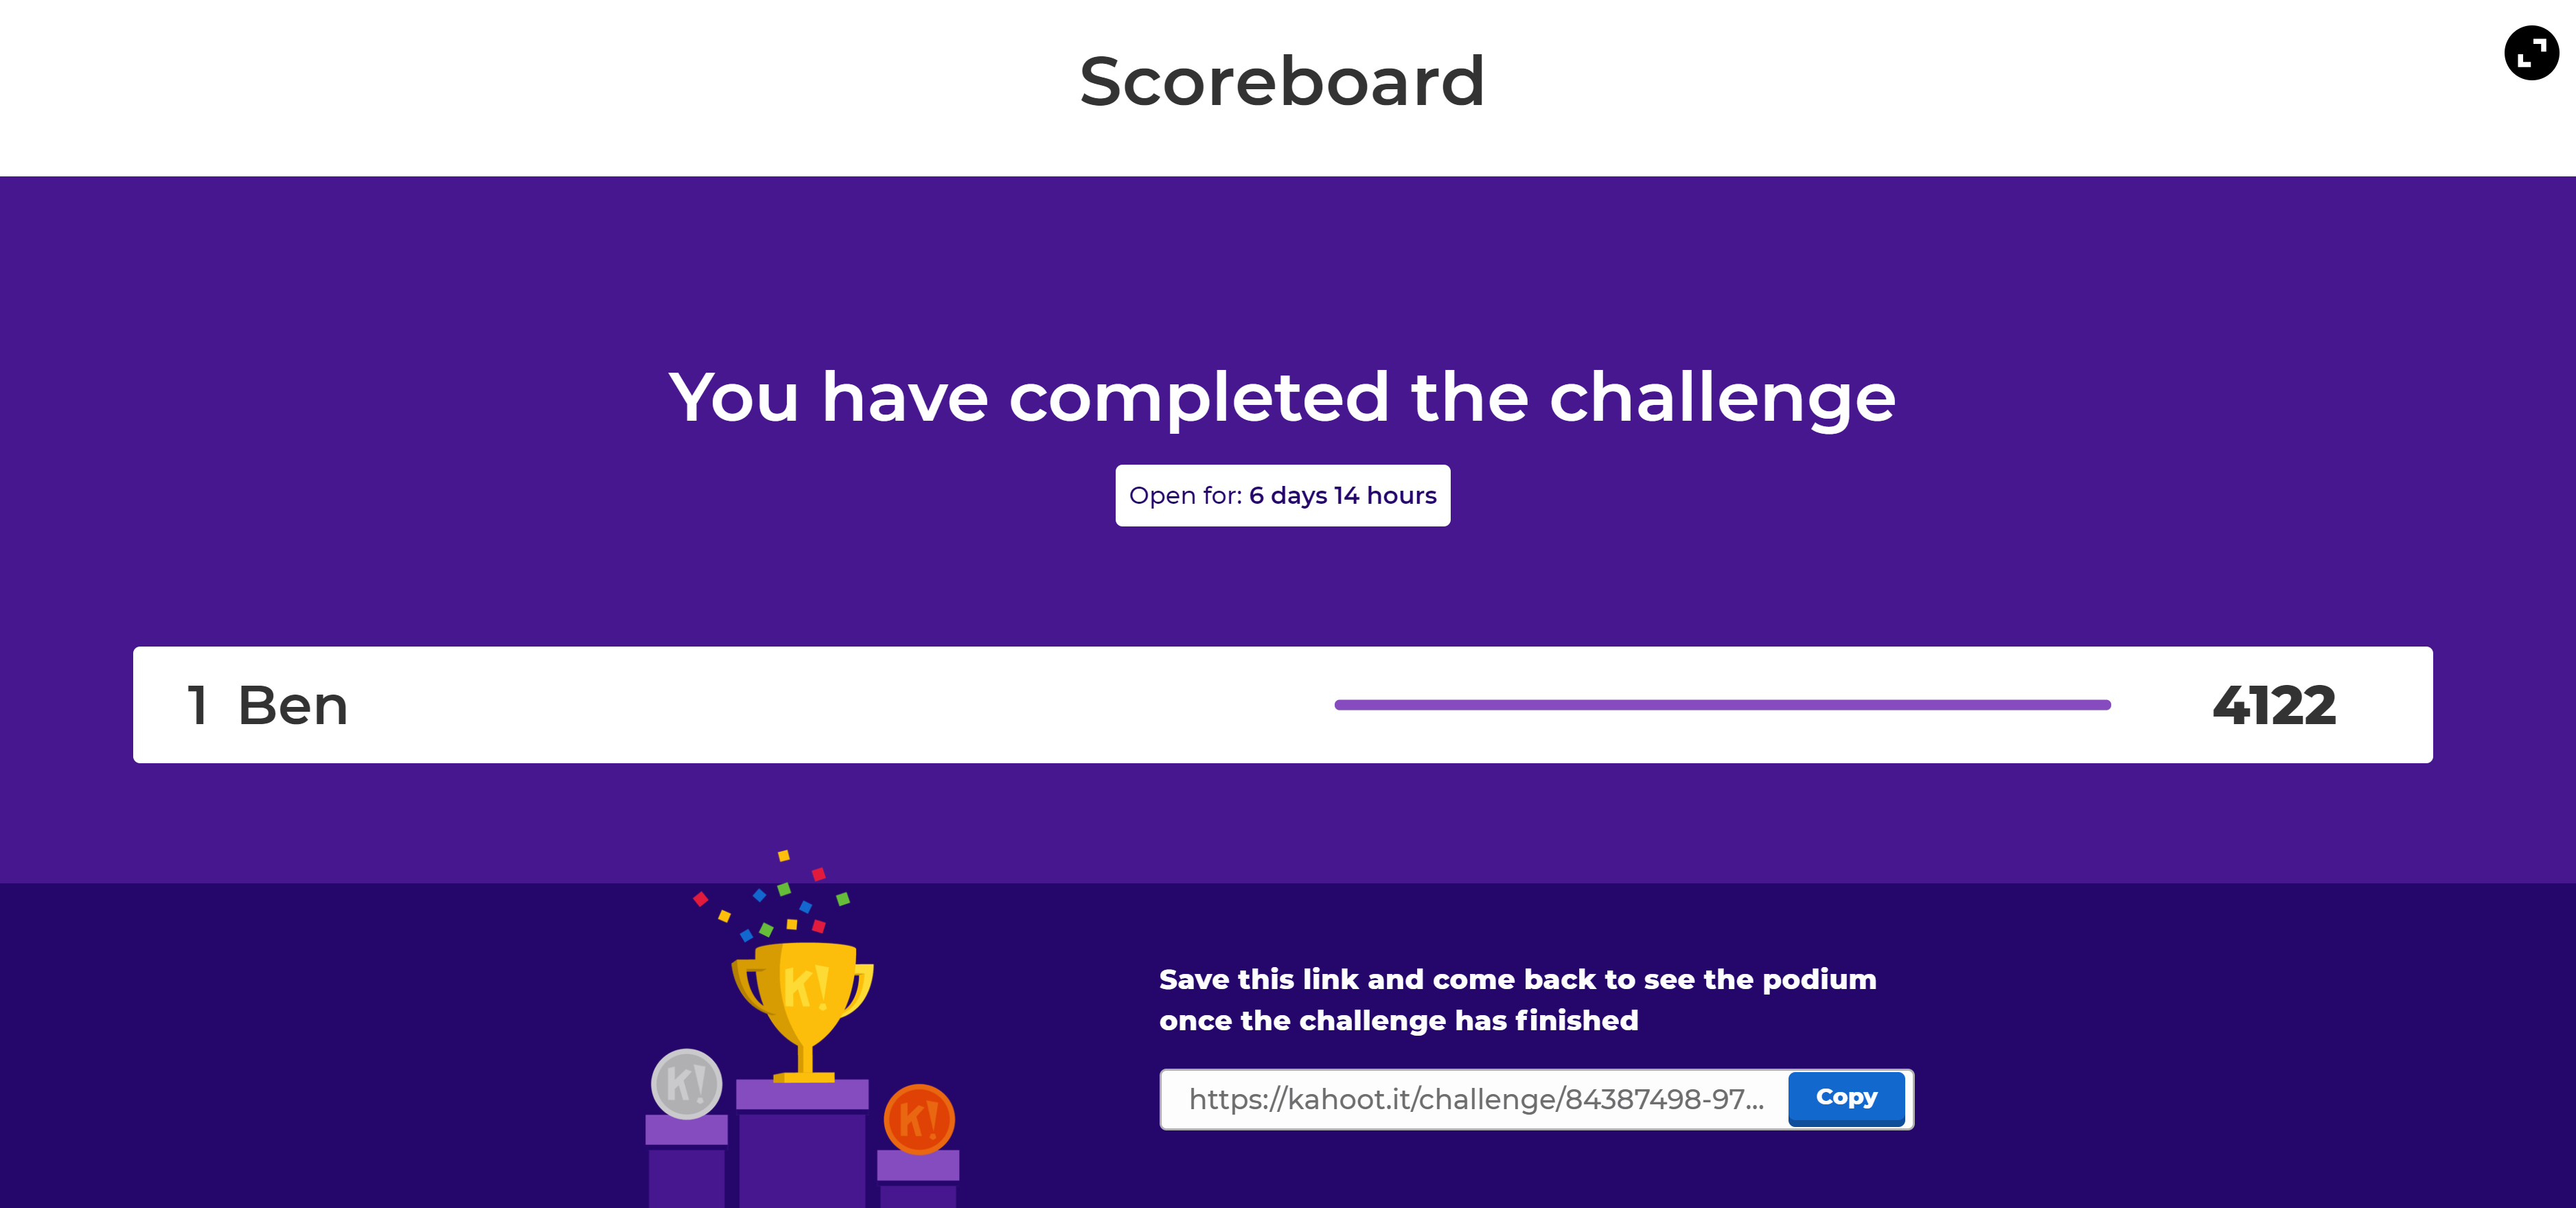 Scoreboard
You have completed the challenge
Open for: 6 days 14 hours
1 Ben 4122
K!
K!
K!
Save this link and come back to see the podium
once the challenge has finished
https://kahoot.it/challenge/84387498-97... Copy